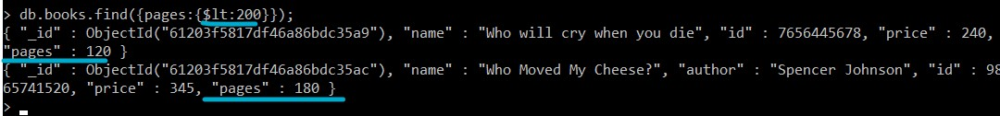 > db.books.find({pages:{$lt:200}});
{ "_id" : ObjectId("61203f5817df46a86bdc35a9"), "name" : "Who will cry when you die", "id" : 7656445678, "price" : 240,
"pages" : 120 }
{ "_id" : ObjectId("61203f5817df46a86bdc35ac"), "name" : "Who Moved My Cheese?", "author" : "Spencer Johnson", "id" : 98
65741520, "price" : 345, "pages" : 180 }
>